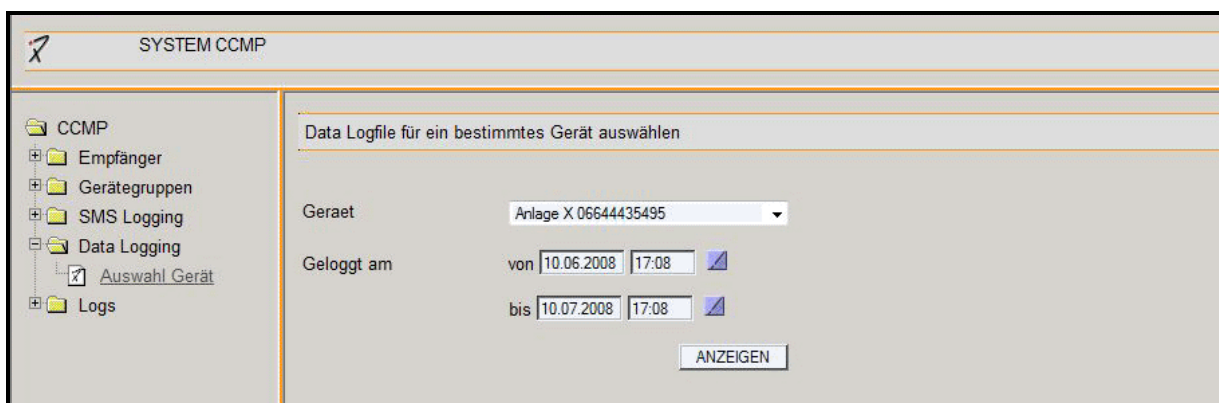 SYSTEM CCMP
CCMP
Empfänger
Gerätegruppen
SMS Logging
Data Logging
Auswahl Gerät
Logs
Data Logfile für ein bestimmtes Gerät auswählen
Geraet Anlage X 06644435495
Geloggt am von 10.06.2008 17:08
bis 10.07.2008 17:08
ANZEIGEN